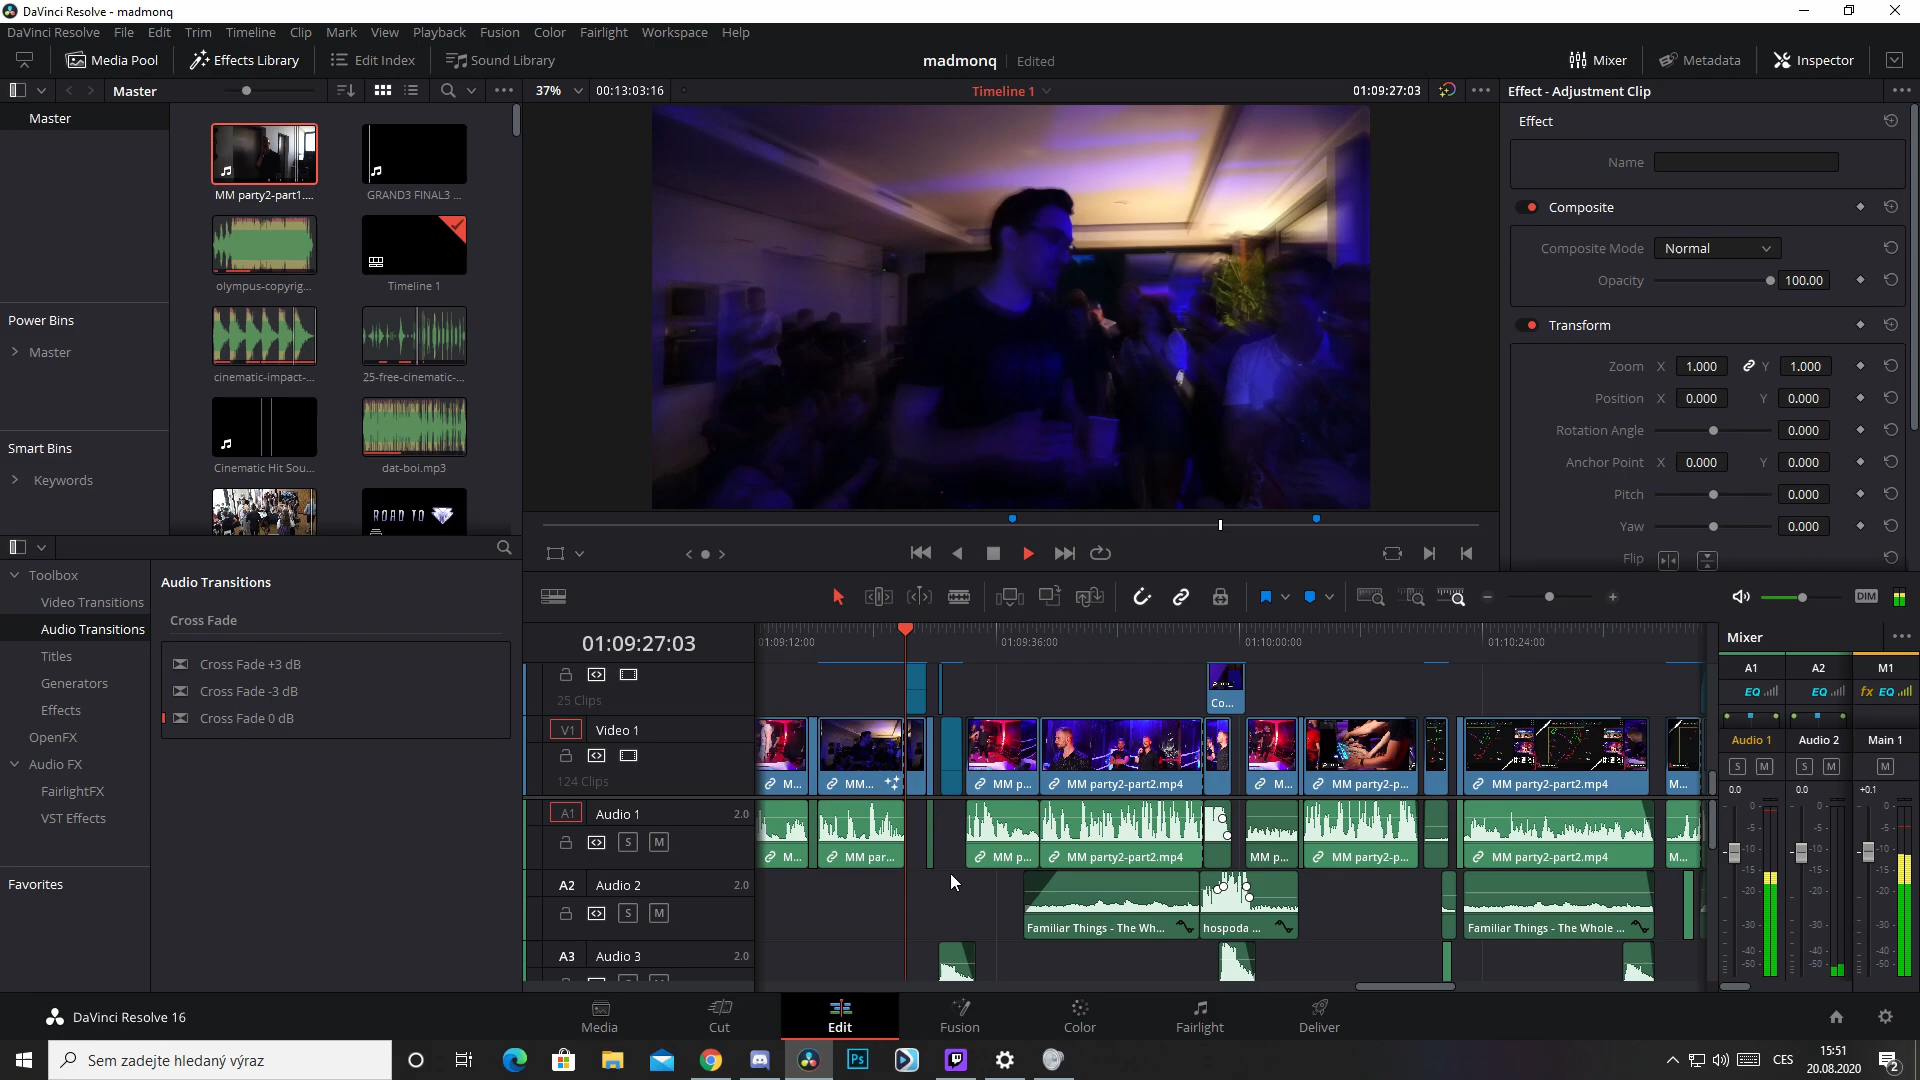 DaVinci Resolve - madmonq
DaVinci Resolve File Edit Trim Timeline Clip Mark View Playback Fusion Color Fairlight Workspace Help
Media Pool Effects Library Edit Index Sound Library madmonq Edited Mixer Metadata Inspector
Master 37% 00:13:03:16 Timeline 1 01:09:27:03 Effect - Adjustment Clip
Master
Power Bins
Master
Smart Bins
Keywords
MM party2-part1....
GRAND3 FINAL3 ...
olympus-copyrig...
Timeline 1
cinematic-impact-...
25-free-cinematic-...
Cinematic Hit Sou...
dat-boi.mp3
ROAD TO
Effect
Name
Composite
Composite Mode Normal
Opacity 100.00
Transform
Zoom X 1.000 Y 1.000
Position X 0.000 Y 0.000
Rotation Angle 0.000
Anchor Point X 0.000 Y 0.000
Pitch 0.000
Yaw 0.000
Flip
Toolbox
Video Transitions
Audio Transitions
Titles
Generators
Effects
OpenFX
Audio FX
FairlightFX
VST Effects
Favorites
Audio Transitions
Cross Fade
Cross Fade +3 dB
Cross Fade -3 dB
Cross Fade 0 dB
DIM
01:09:27:03
01:09:12:00 01:09:36:00 01:10:00:00 01:10:24:00
25 Clips
Co...
V1 Video 1
124 Clips
M... MM... MM p... MM party2-part2.mp4 M... MM party2-p... MM party2-part2.mp4 M...
A1 Audio 1 2.0
S M
M... MM par... MM p... MM party2-part2.mp4 MM p... MM party2-p... MM party2-part2.mp4 M...
A2 Audio 2 2.0
S M
Familiar Things - The Wh... hospoda ... Familiar Things - The Whole ...
A3 Audio 3 2.0
Mixer
A1 A2 M1
EQ EQ fx EQ
Audio 1 Audio 2 Main 1
S M S M M
0.0 0.0 +0.1
0 0 0
-5 -5 -5
-10 -10 -10
-15 -15 -15
-20 -20 -20
-30 -30 -30
-40 -40 -40
-50 -50 -50
DaVinci Resolve 16
Media Cut Edit Fusion Color Fairlight Deliver
Sem zadejte hledaný výraz
Ps
CES
15:51
20.08.2020
2